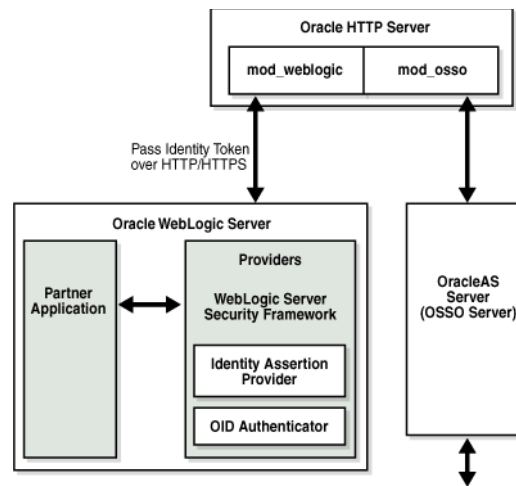 Oracle HTTP Server
mod_weblogic
mod_osso
Pass Identity Token
over HTTP/HTTPS
Oracle WebLogic Server
Partner
Application
Providers
WebLogic Server
Security Framework
Identity Assertion
Provider
OID Authenticator
OracleAS
Server
(OSSO Server)